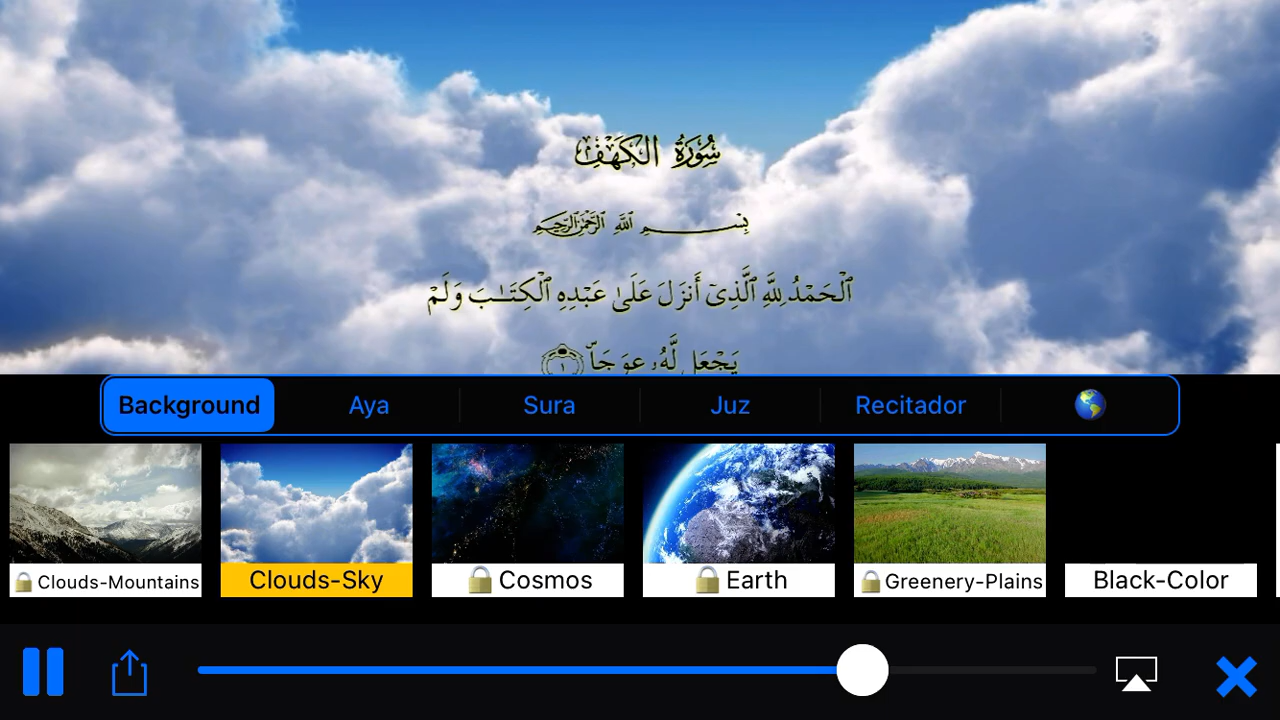 سُورَةُ الكَهْفِ
بِسْمِ ٱللَّهِ ٱلرَّحْمَٰنِ ٱلرَّحِيمِ
ٱلْحَمْدُ لِلَّهِ ٱلَّذِىٓ أَنزَلَ عَلَىٰ عَبْدِهِ ٱلْكِتَـٰبَ وَلَمْ
يَجْعَل لَّهُۥ عِوَجَاۜ ١
Background Aya Sura Juz Recitador
Clouds-Mountains Clouds-Sky Cosmos Earth Greenery-Plains Black-Color